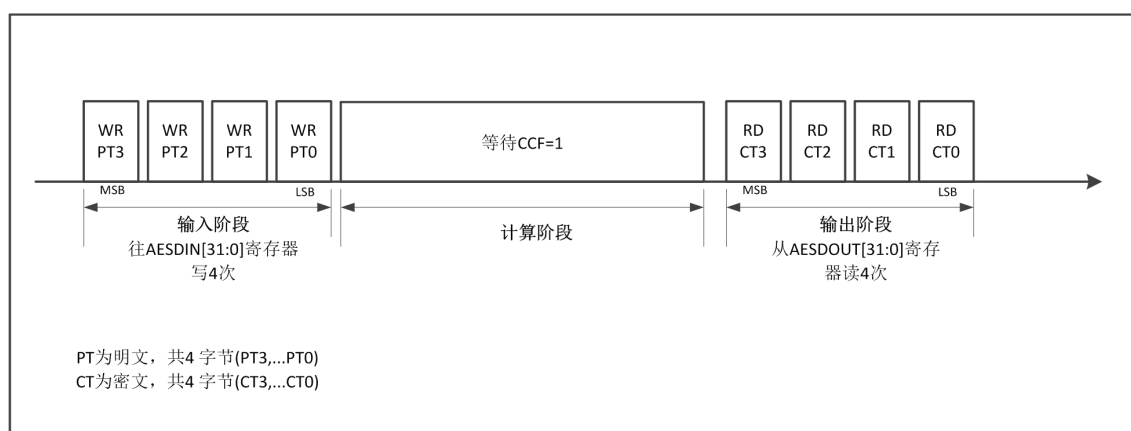 WR WR WR WR
PT3 PT2 PT1 PT0
等待CCF=1
RD RD RD RD
CT3 CT2 CT1 CT0
MSB LSB MSB LSB
输入阶段
往AESDIN[31:0]寄存器
写4次
计算阶段
输出阶段
从AESDOUT[31:0]寄存
器读4次
PT为明文，共4 字节(PT3,...PT0)
CT为密文，共4 字节(CT3,...CT0)